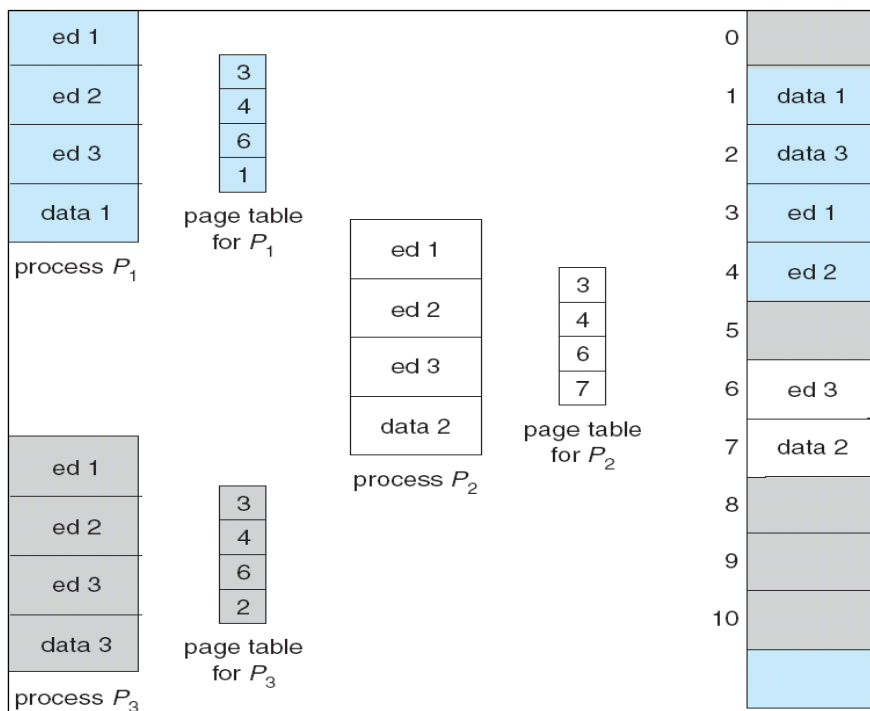 ed 1
ed 2
ed 3
data 1
process P1
3
4
6
1
page table
for P1
ed 1
ed 2
ed 3
data 2
process P2
3
4
6
7
page table
for P2
ed 1
ed 2
ed 3
data 3
process P3
3
4
6
2
page table
for P3
0
1 data 1
2 data 3
3 ed 1
4 ed 2
5
6 ed 3
7 data 2
8
9
10